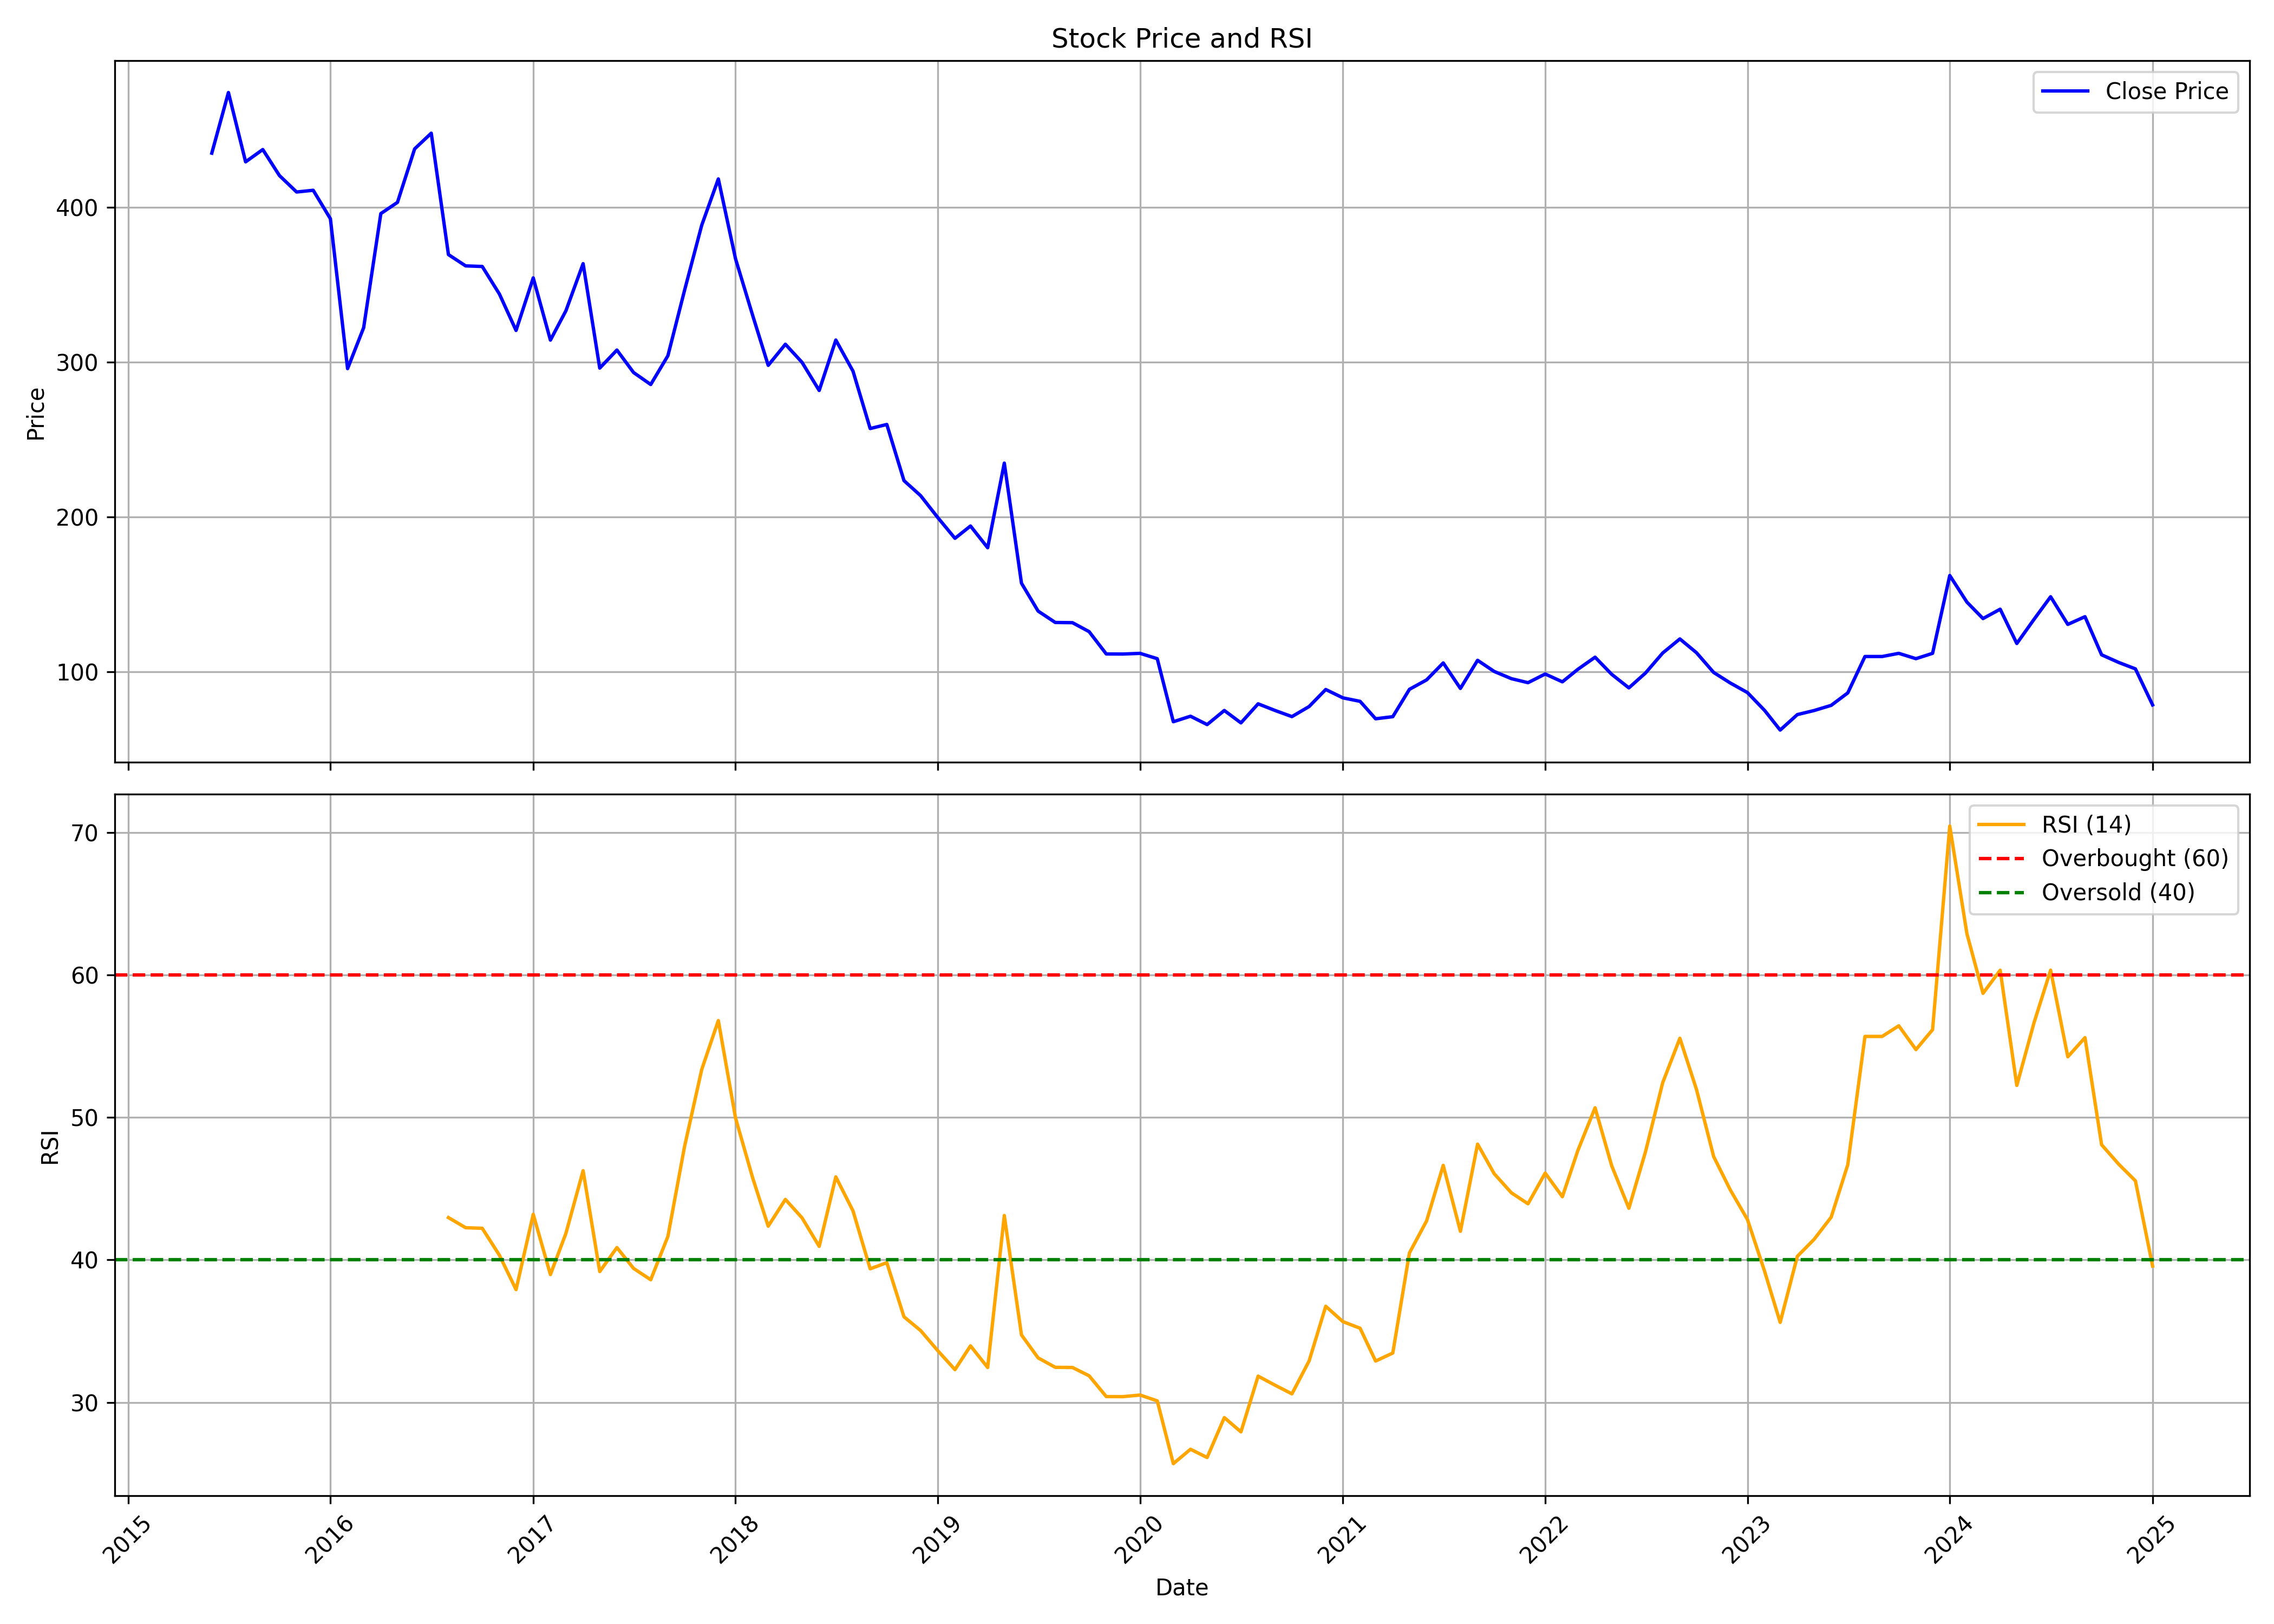 Stock Price and RSI
Close Price
400
300
200
100
Price
RSI (14)
Overbought (60)
Oversold (40)
70
60
50
40
30
RSI
2015
2016
2017
2018
2019
2020
2021
2022
2023
2024
2025
Date